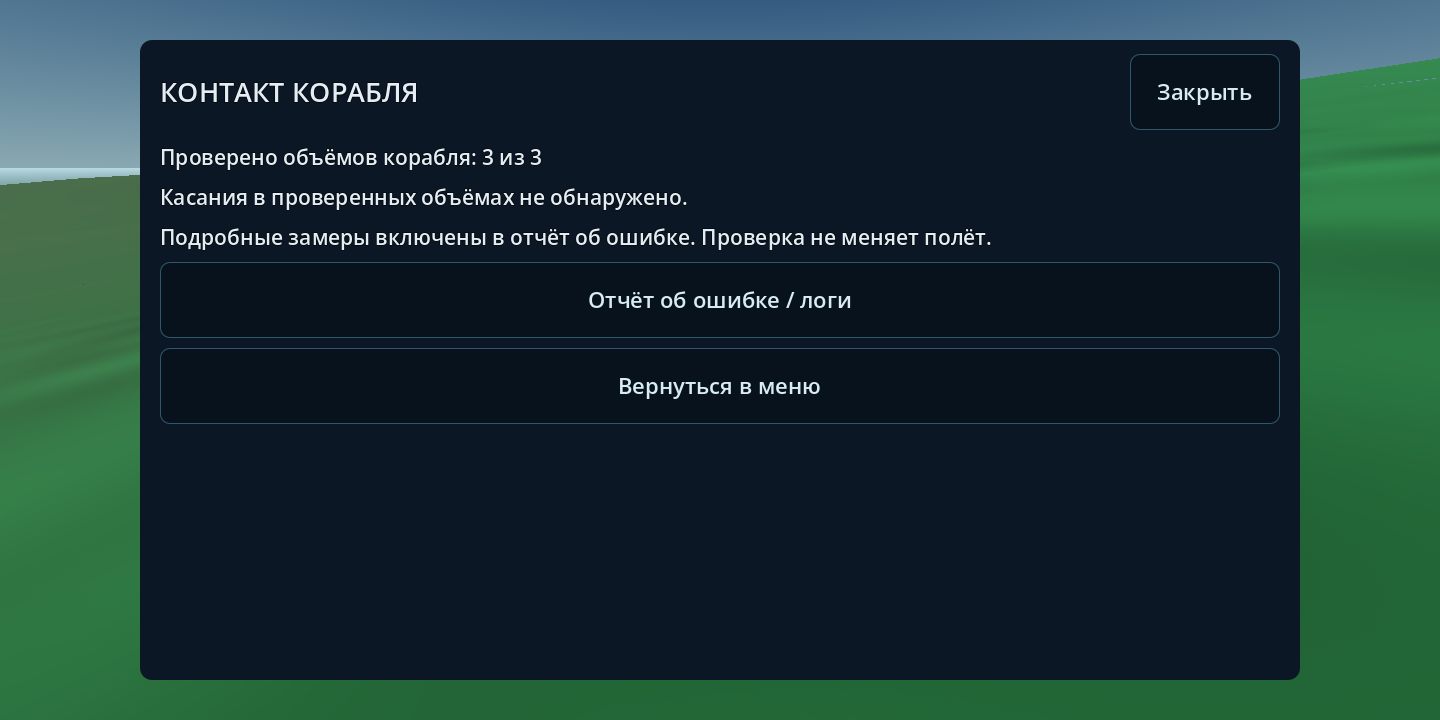 КОНТАКТ КОРАБЛЯ
Закрыть
Проверено объёмов корабля: 3 из 3
Касания в проверенных объёмах не обнаружено.
Подробные замеры включены в отчёт об ошибке. Проверка не меняет полёт.
Отчёт об ошибке / логи
Вернуться в меню